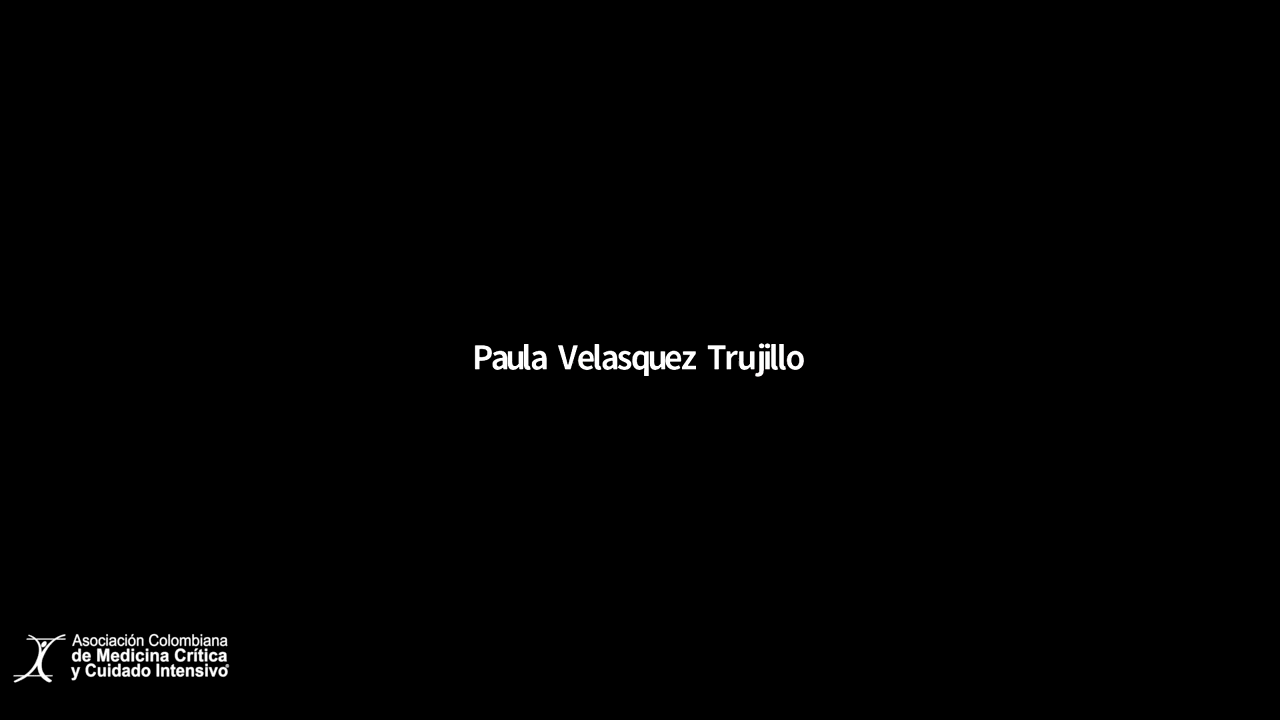 Paula Velasquez Trujillo
Asociación Colombiana
de Medicina Crítica
y Cuidado Intensivo®